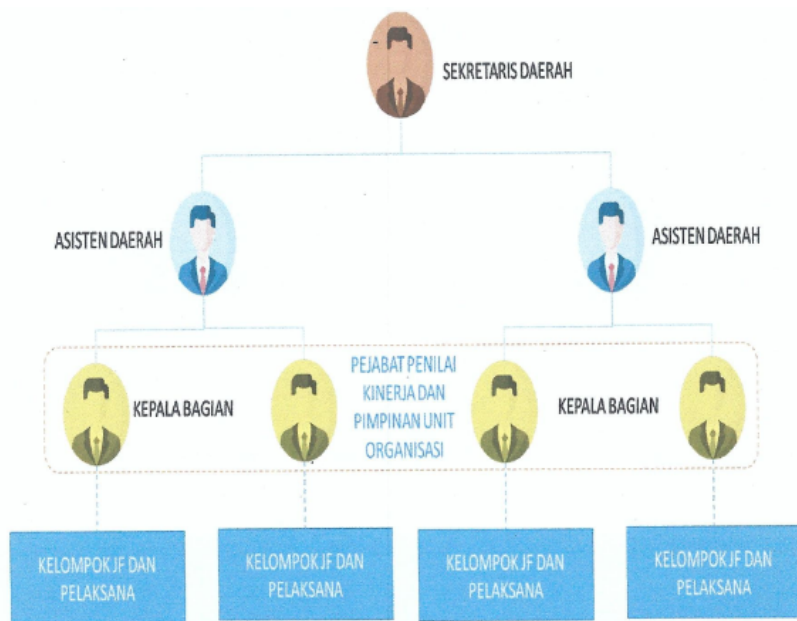 SEKRETARIS DAERAH
ASISTEN DAERAH
ASISTEN DAERAH
PEJABAT PENILAI
KINERJA DAN
PIMPINAN UNIT
ORGANISASI
KEPALA BAGIAN
KEPALA BAGIAN
KELOMPOK JF DAN
PELAKSANA
KELOMPOK JF DAN
PELAKSANA
KELOMPOK JF DAN
PELAKSANA
KELOMPOK JF DAN
PELAKSANA